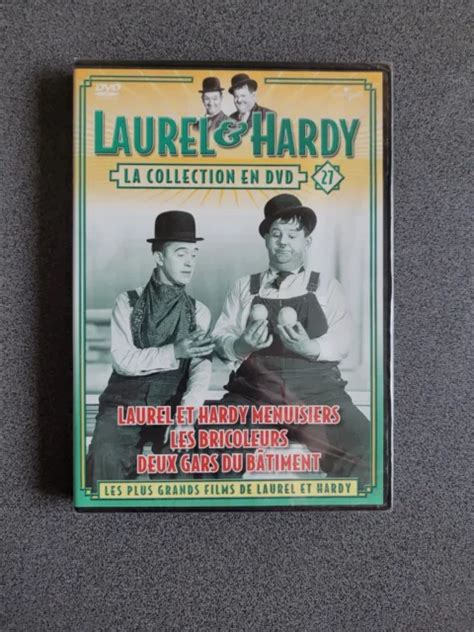 DVD
LAUREL & HARDY
LA COLLECTION EN DVD 27
LAUREL ET HARDY MENUISIERS
LES BRICOLEURS
DEUX GARS DU BÂTIMENT
LES PLUS GRANDS FILMS DE LAUREL ET HARDY